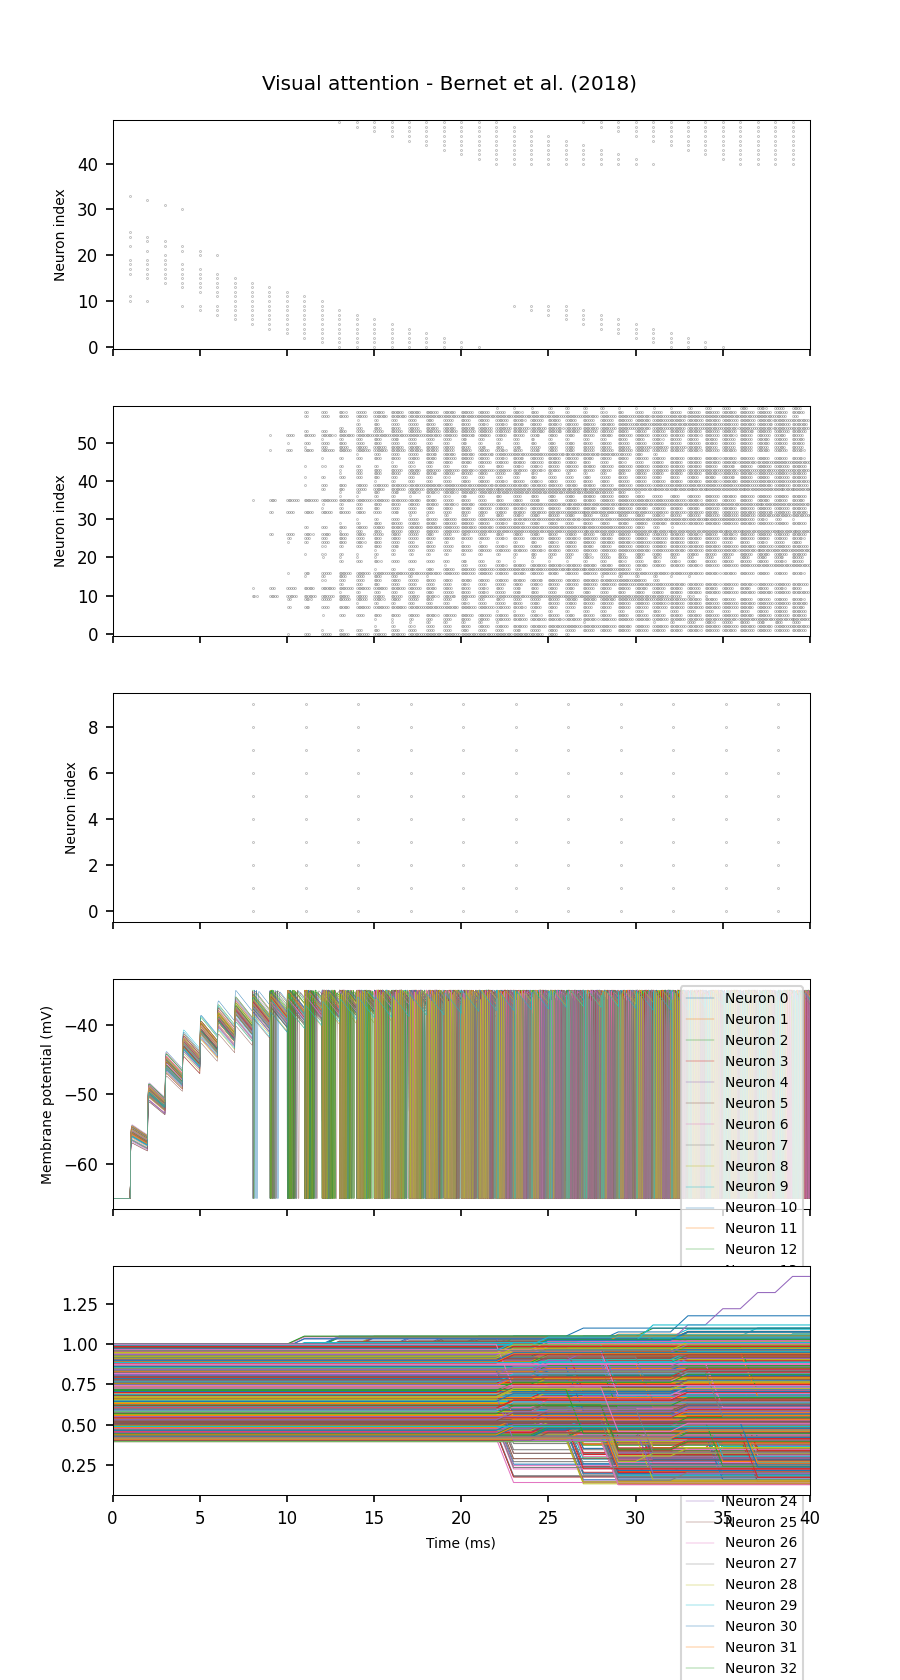 Visual attention - Bernet et al. (2018)
40
30
20
10
0
Neuron index
50
40
30
20
10
0
Neuron index
8
6
4
2
0
Neuron index
−40
−50
−60
Membrane potential (mV)
Neuron 0
Neuron 1
Neuron 2
Neuron 3
Neuron 4
Neuron 5
Neuron 6
Neuron 7
Neuron 8
Neuron 9
Neuron 10
Neuron 11
Neuron 12
1.25
1.00
0.75
0.50
0.25
0 5 10 15 20 25 30 35 40
Time (ms)
Neuron 24
Neuron 25
Neuron 26
Neuron 27
Neuron 28
Neuron 29
Neuron 30
Neuron 31
Neuron 32